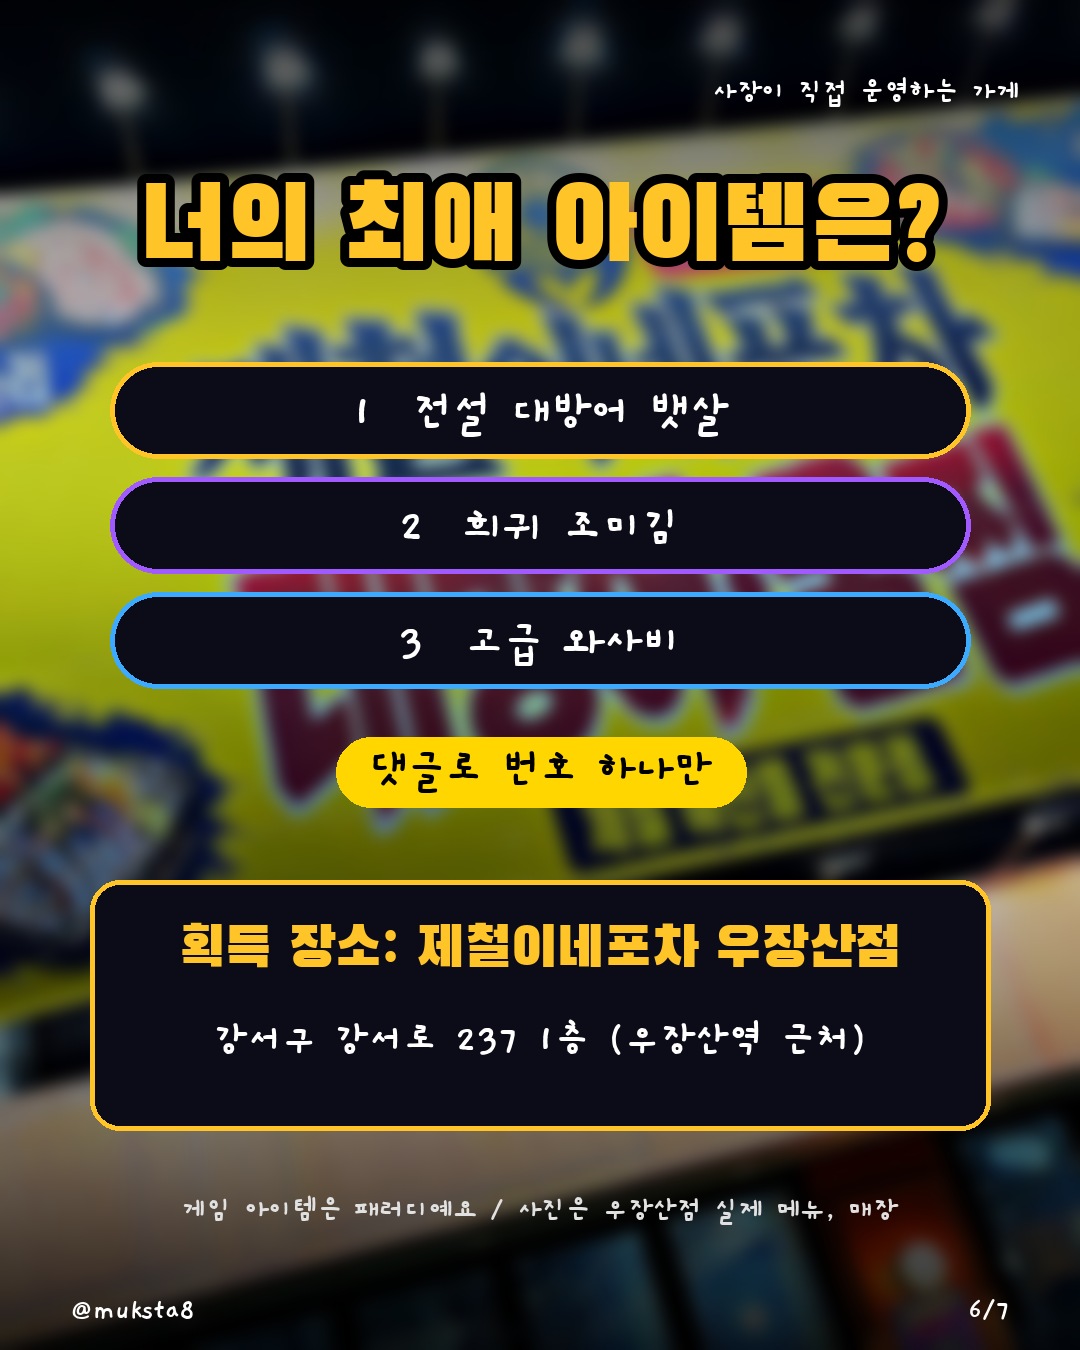 사장이 직접 운영하는 가게
너의 최애 아이템은?
1 전설 대방어 뱃살
2 희귀 조미김
3 고급 와사비
댓글로 번호 하나만
획득 장소: 제철이네포차 우장산점
강서구 강서로 237 1층 (우장산역 근처)
게임 아이템은 패러디예요 / 사진은 우장산점 실제 메뉴, 매장
@muksta8
6/7